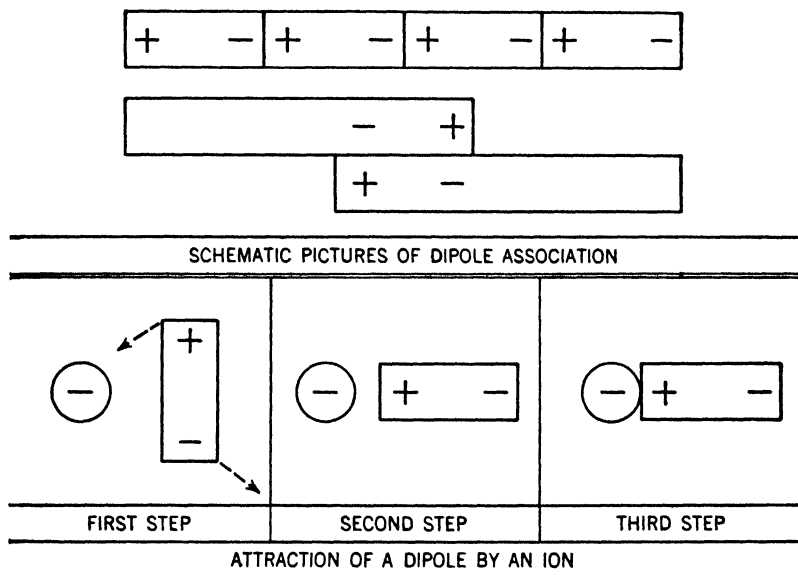 + − + − + − + −
− +
+ −
SCHEMATIC PICTURES OF DIPOLE ASSOCIATION
+
− − + − − + −
−
FIRST STEP SECOND STEP THIRD STEP
ATTRACTION OF A DIPOLE BY AN ION